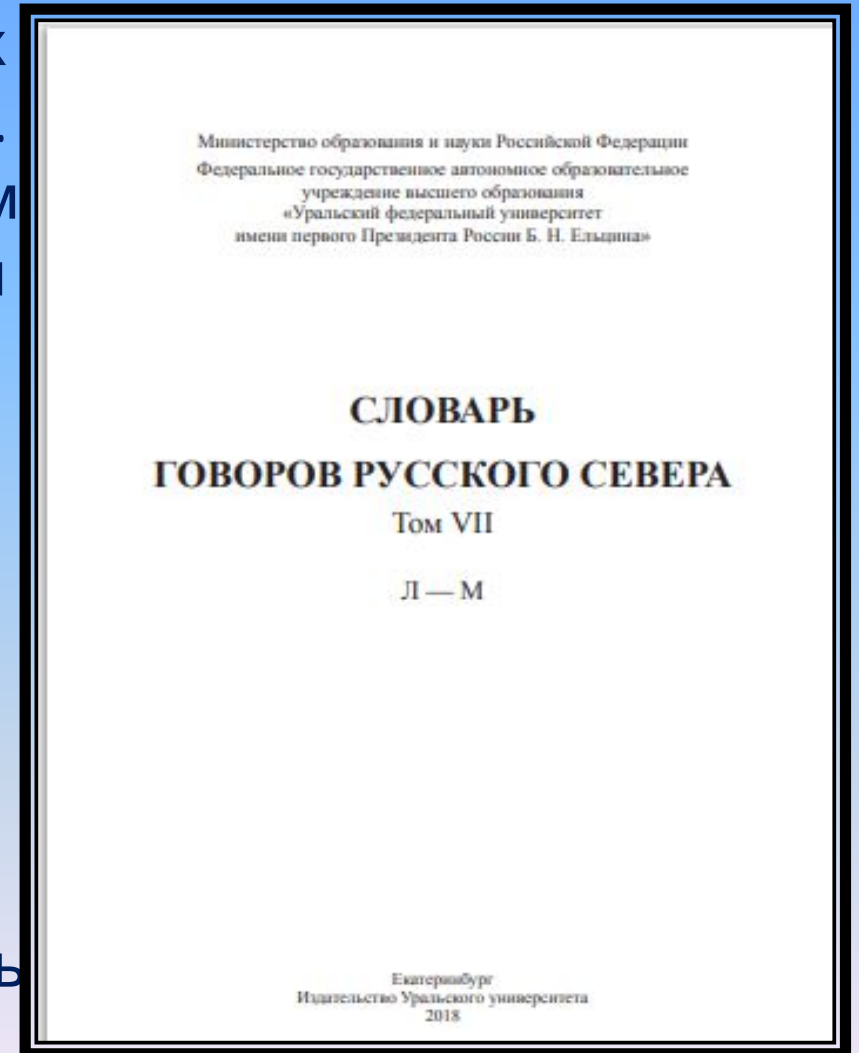 Министерство образования и науки Российской Федерации
Федеральное государственное автономное образовательное
учреждение высшего образования
«Уральский федеральный университет
имени первого Президента России Б. Н. Ельцина»
СЛОВАРЬ
ГОВОРОВ РУССКОГО СЕВЕРА
Том VII
Л — М
Екатеринбург
Издательство Уральского университета
2018